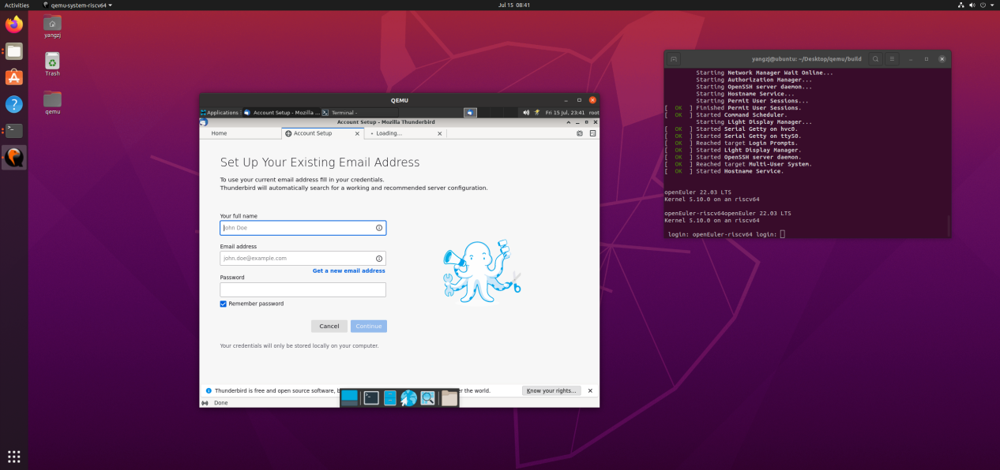 Activities
qemu-system-riscv64
Jul 15 08:41
yangzj
Trash
qemu
QEMU
Applications
Account Setup - Mozilla ...
Terminal -
Fri 15 Jul, 23:41
root
Account Setup - Mozilla Thunderbird
Home
Account Setup
Loading...
Set Up Your Existing Email Address
To use your current email address fill in your credentials.
Thunderbird will automatically search for a working and recommended server configuration.
Your full name
John Doe
Email address
john.doe@example.com
Get a new email address
Password
Remember password
Cancel
Continue
Your credentials will only be stored locally on your computer.
Thunderbird is free and open source software, b
er the world.
Know your rights...
Done
yangzj@ubuntu: ~/Desktop/qemu/build
Starting Network Manager Wait Online...
Starting Authorization Manager...
Starting OpenSSH server daemon...
Starting Hostname Service...
Starting Permit User Sessions...
[ OK ] Finished Permit User Sessions.
[ OK ] Started Command Scheduler.
Starting Light Display Manager...
[ OK ] Started Serial Getty on hvc0.
[ OK ] Started Serial Getty on ttyS0.
[ OK ] Reached target Login Prompts.
[ OK ] Started Light Display Manager.
[ OK ] Started OpenSSH server daemon.
[ OK ] Reached target Multi-User System.
[ OK ] Started Hostname Service.
openEuler 22.03 LTS
Kernel 5.10.0 on an riscv64
openEuler-riscv64openEuler 22.03 LTS
Kernel 5.10.0 on an riscv64
login: openEuler-riscv64 login: